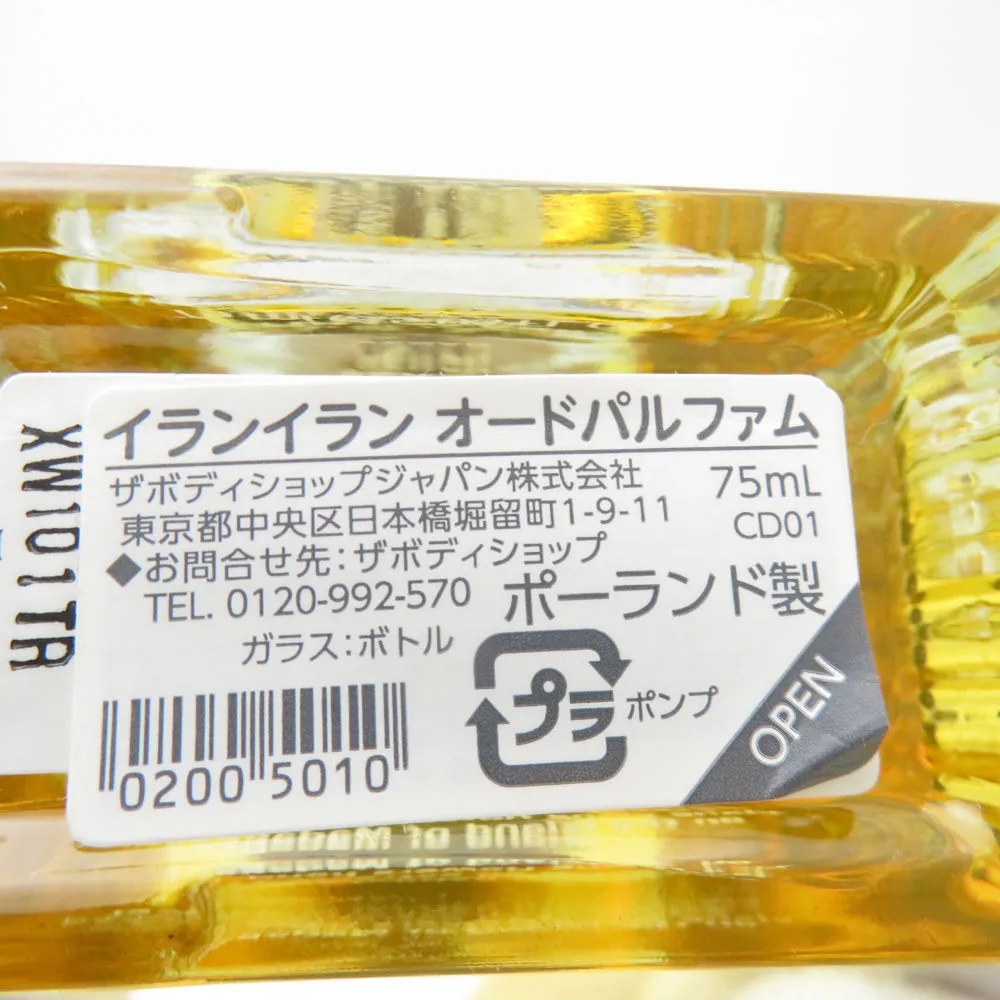 イランイラン オードパルファム
ザボディショップジャパン株式会社 75mL
東京都中央区日本橋堀留町1-9-11 CD01
◆お問合せ先:ザボディショップ
TEL. 0120-992-570 ポーランド製
ガラス:ボトル
プラ ポンプ
OPEN
0200 5010
XW101TR